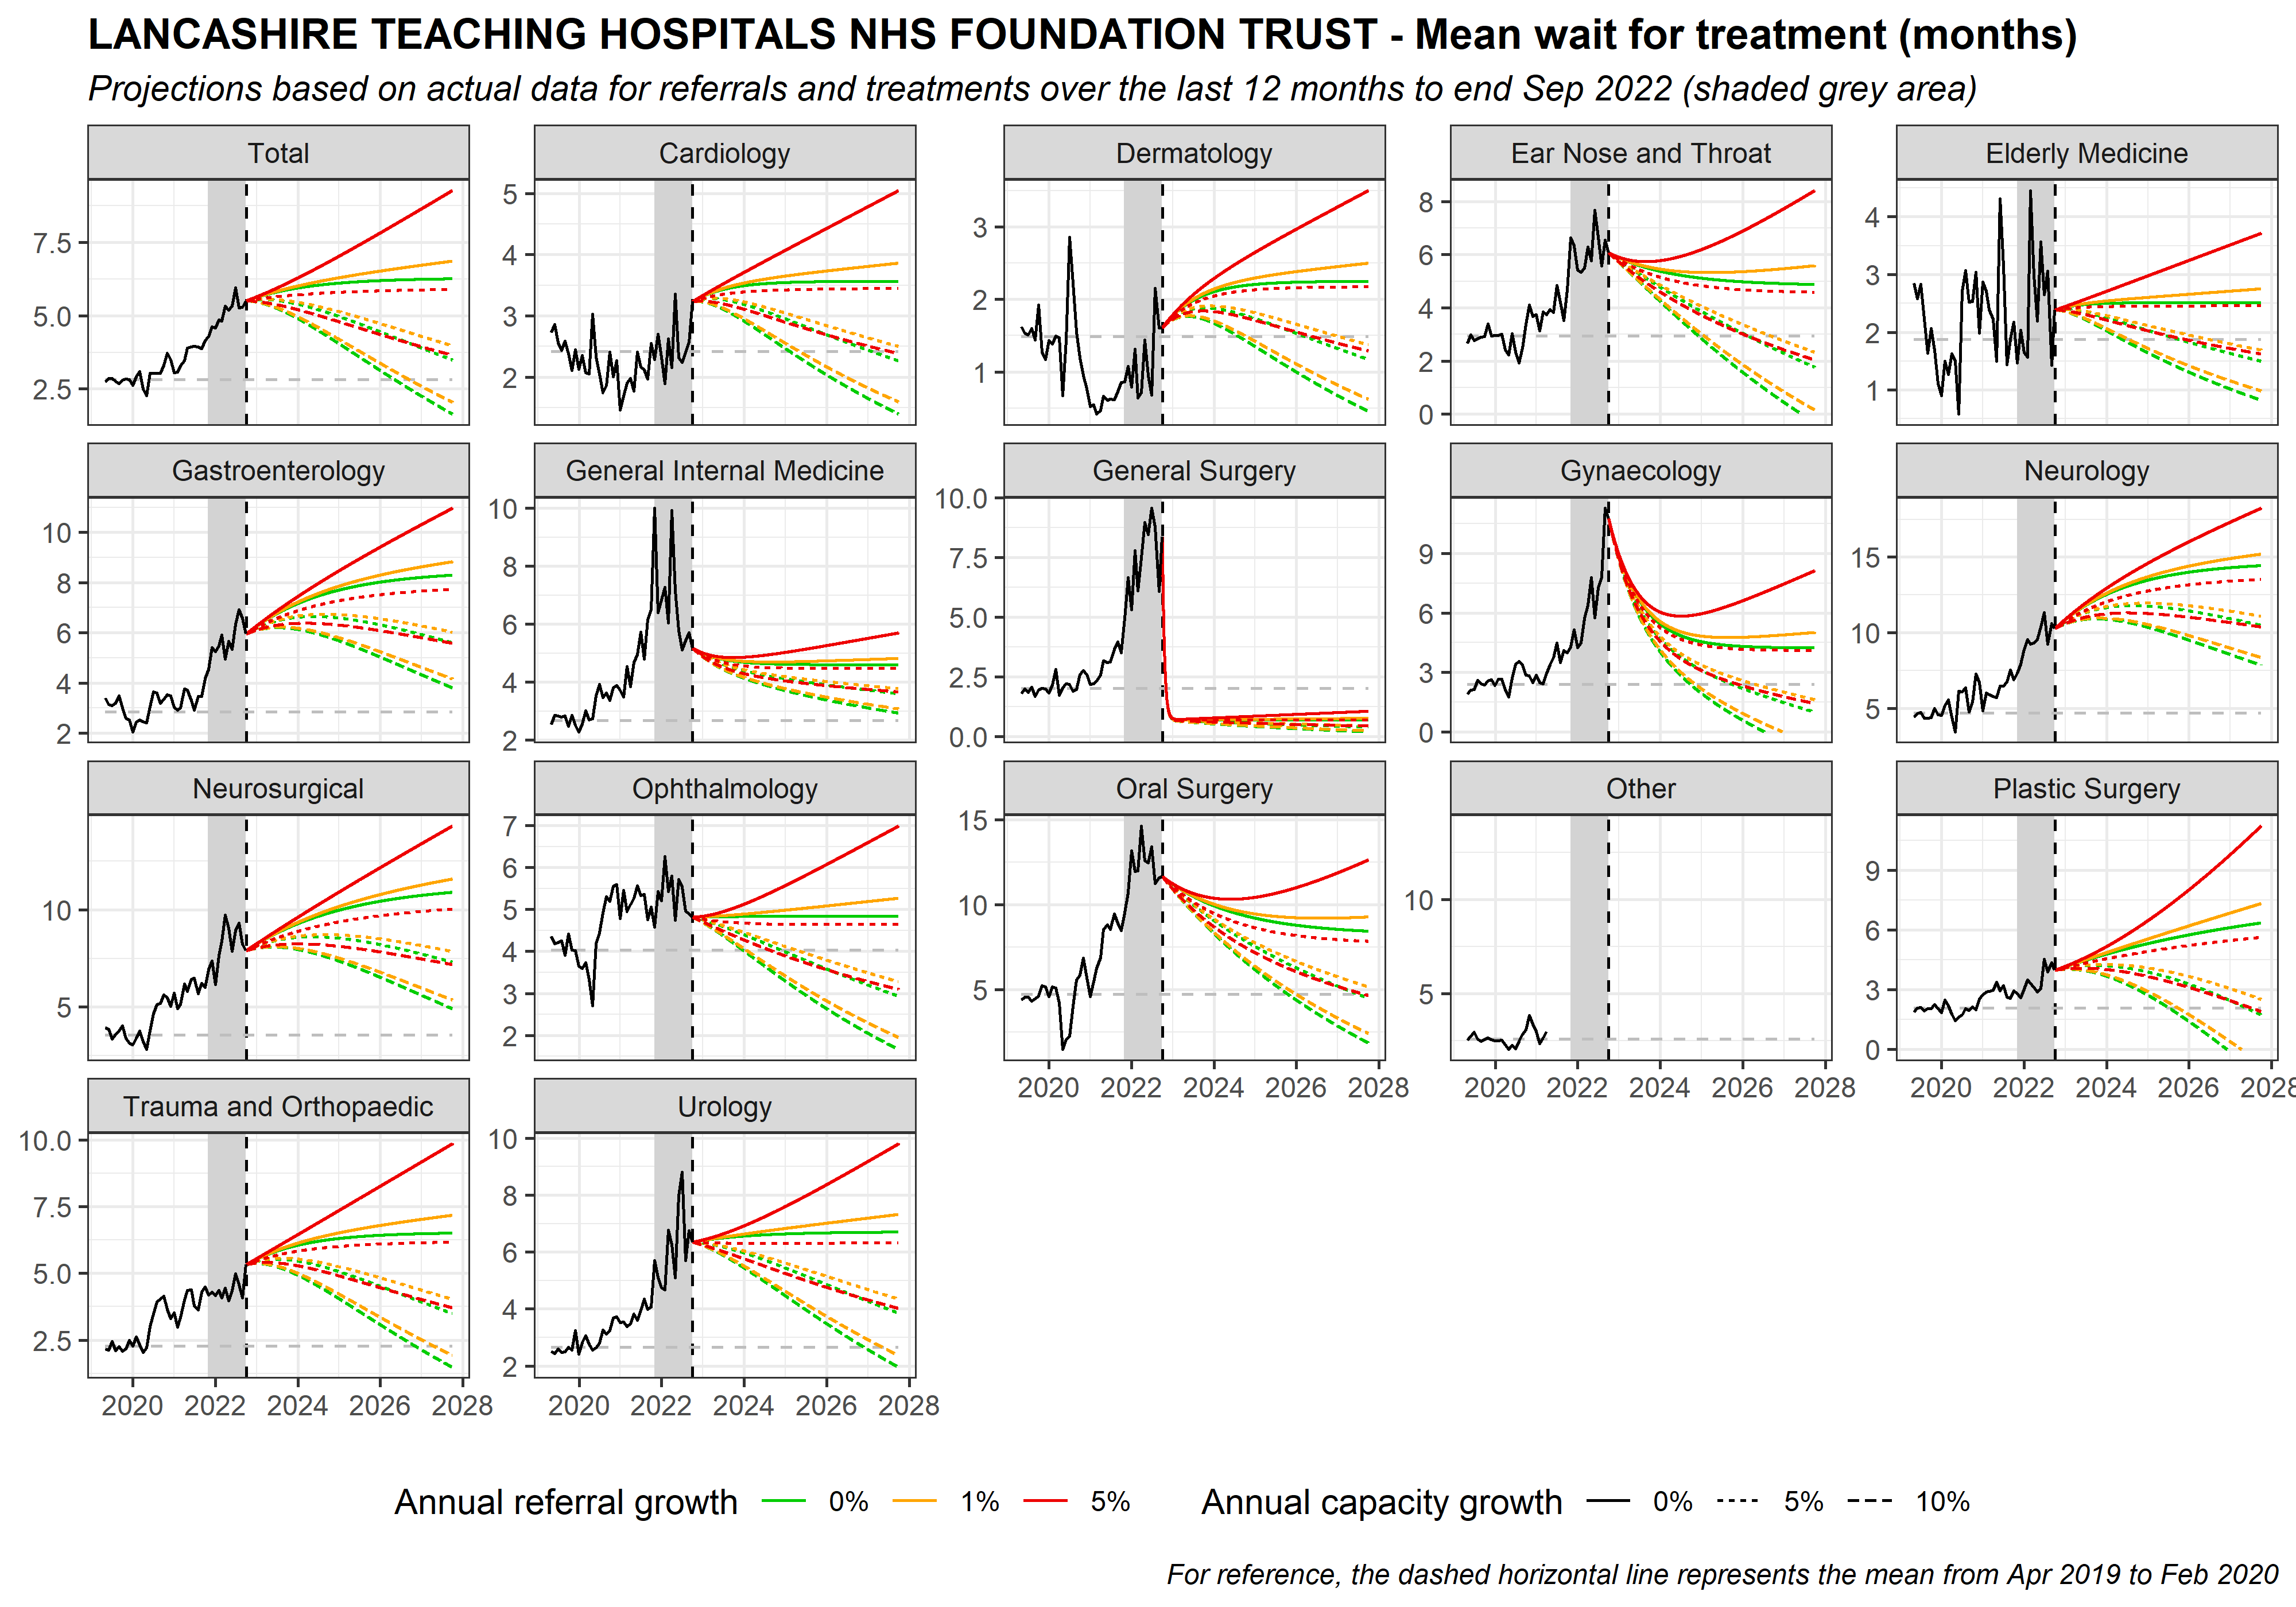 LANCASHIRE TEACHING HOSPITALS NHS FOUNDATION TRUST - Mean wait for treatment (months)
Projections based on actual data for referrals and treatments over the last 12 months to end Sep 2022 (shaded grey area)
Total Cardiology Dermatology Ear Nose and Throat Elderly Medicine
7.5 5.0 2.5
5 4 3 2
3 2 1
8 6 4 2 0
4 3 2 1
Gastroenterology General Internal Medicine General Surgery Gynaecology Neurology
10 8 6 4 2
10 8 6 4 2
10.0 7.5 5.0 2.5 0.0
9 6 3 0
15 10 5
Neurosurgical Ophthalmology Oral Surgery Other Plastic Surgery
10 5
7 6 5 4 3 2
15 10 5
10 5
9 6 3 0
2020 2022 2024 2026 2028
2020 2022 2024 2026 2028
2020 2022 2024 2026 2028
Trauma and Orthopaedic Urology
10.0 7.5 5.0 2.5
10 8 6 4 2
2020 2022 2024 2026 2028
2020 2022 2024 2026 2028
Annual referral growth 0% 1% 5% Annual capacity growth 0% 5% 10%
For reference, the dashed horizontal line represents the mean from Apr 2019 to Feb 2020